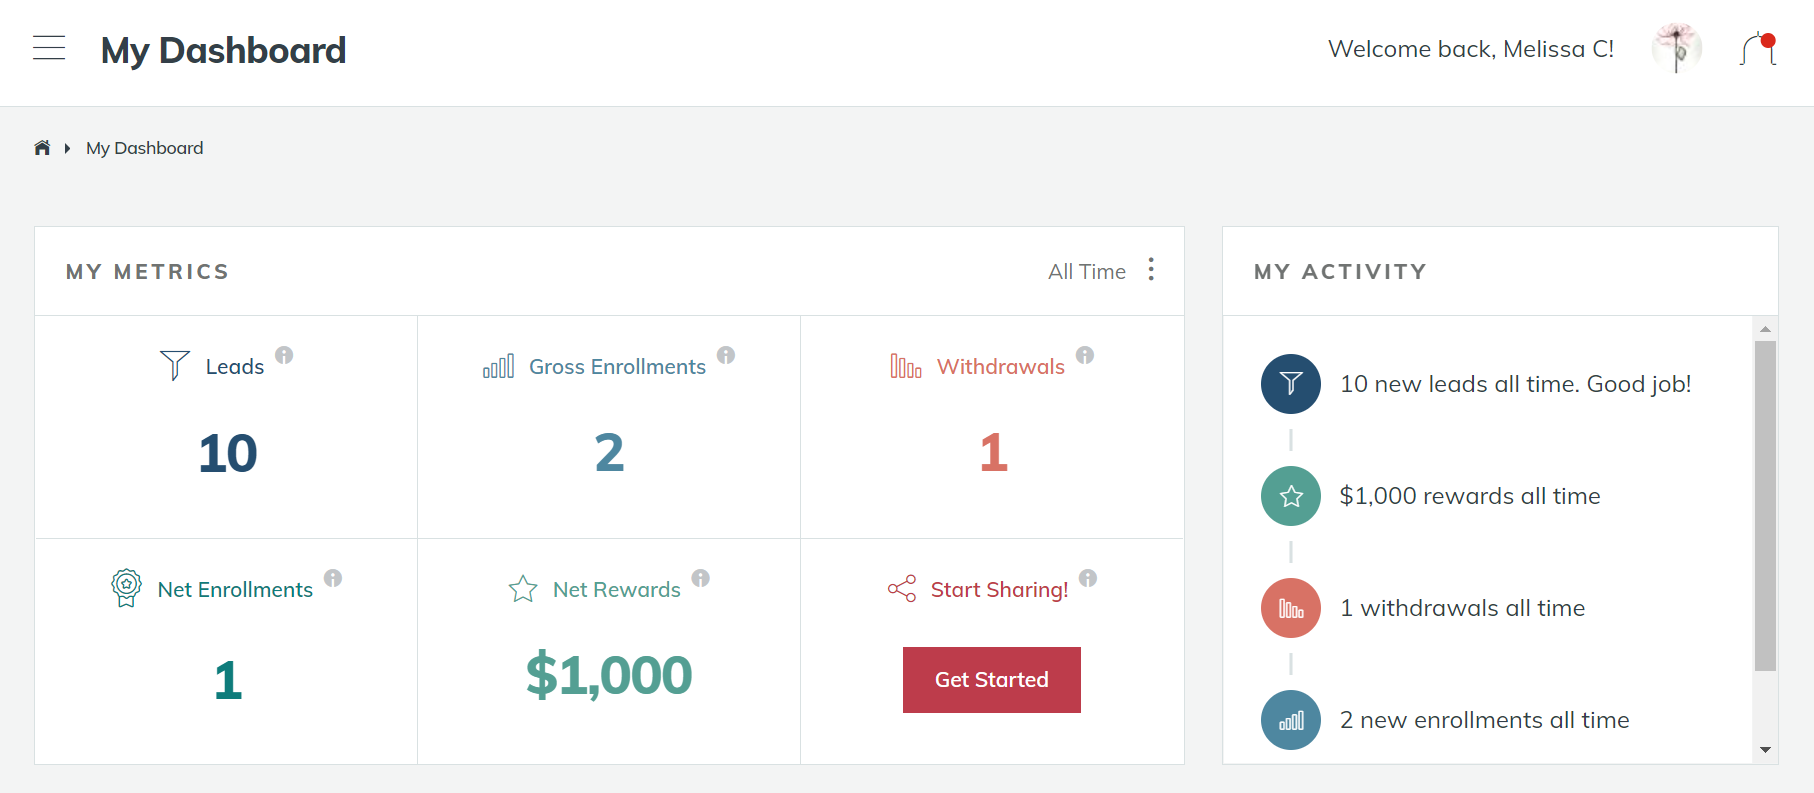 My Dashboard
Welcome back, Melissa C!
My Dashboard
MY METRICS
All Time
Leads
10
Gross Enrollments
2
Withdrawals
1
Net Enrollments
1
Net Rewards
$1,000
Start Sharing!
Get Started
MY ACTIVITY
10 new leads all time. Good job!
$1,000 rewards all time
1 withdrawals all time
2 new enrollments all time